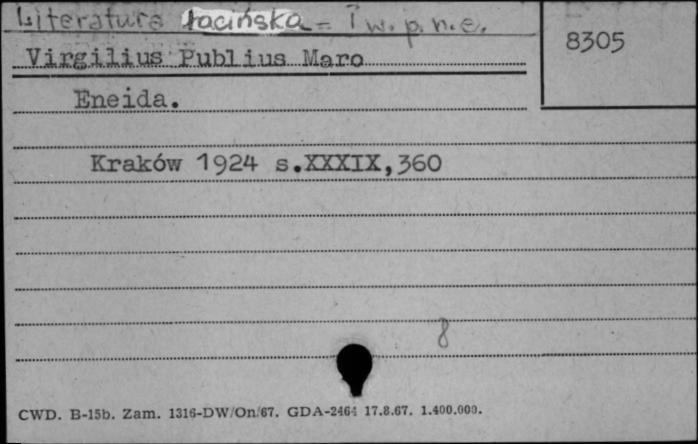 Literatura łacińska - I w. p. n. e.
8305
Virgilius Publius Maro
Eneida.
Kraków 1924 s.XXXIX,360
8
CWD. B-15b. Zam. 1316-DW/On/67. GDA-2464 17.8.67. 1.400.000.